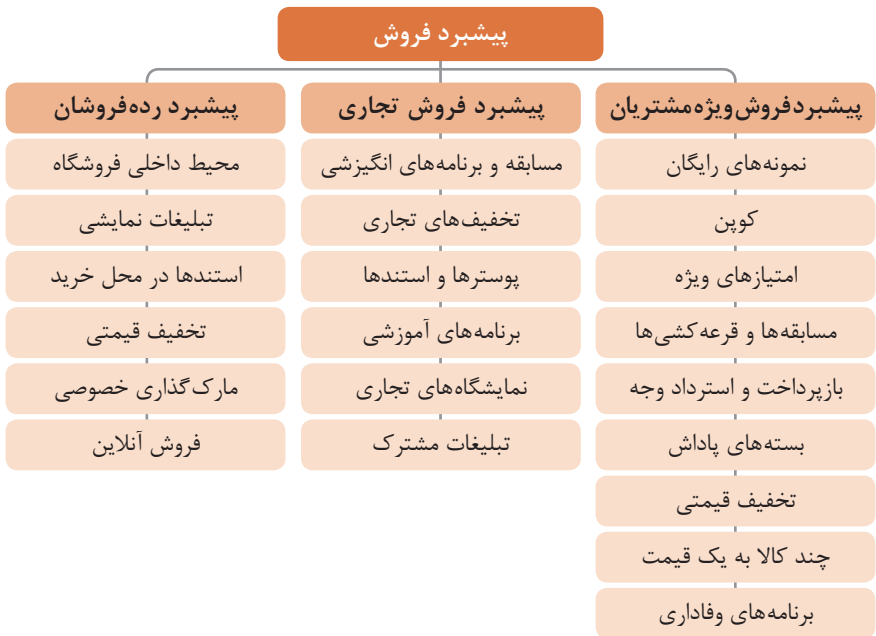 پیشبرد فروش
پیشبرد فروش ویژه مشتریان
نمونه‌های رایگان
کوپن
امتیازهای ویژه
مسابقه‌ها و قرعه‌کشی‌ها
بازپرداخت و استرداد وجه
بسته‌های پاداش
تخفیف قیمتی
چند کالا به یک قیمت
برنامه‌های وفاداری
پیشبرد فروش تجاری
مسابقه و برنامه‌های انگیزشی
تخفیف‌های تجاری
پوسترها و استندها
برنامه‌های آموزشی
نمایشگاه‌های تجاری
تبلیغات مشترک
پیشبرد رده‌فروشان
محیط داخلی فروشگاه
تبلیغات نمایشی
استندها در محل خرید
تخفیف قیمتی
مارک‌گذاری خصوصی
فروش آنلاین